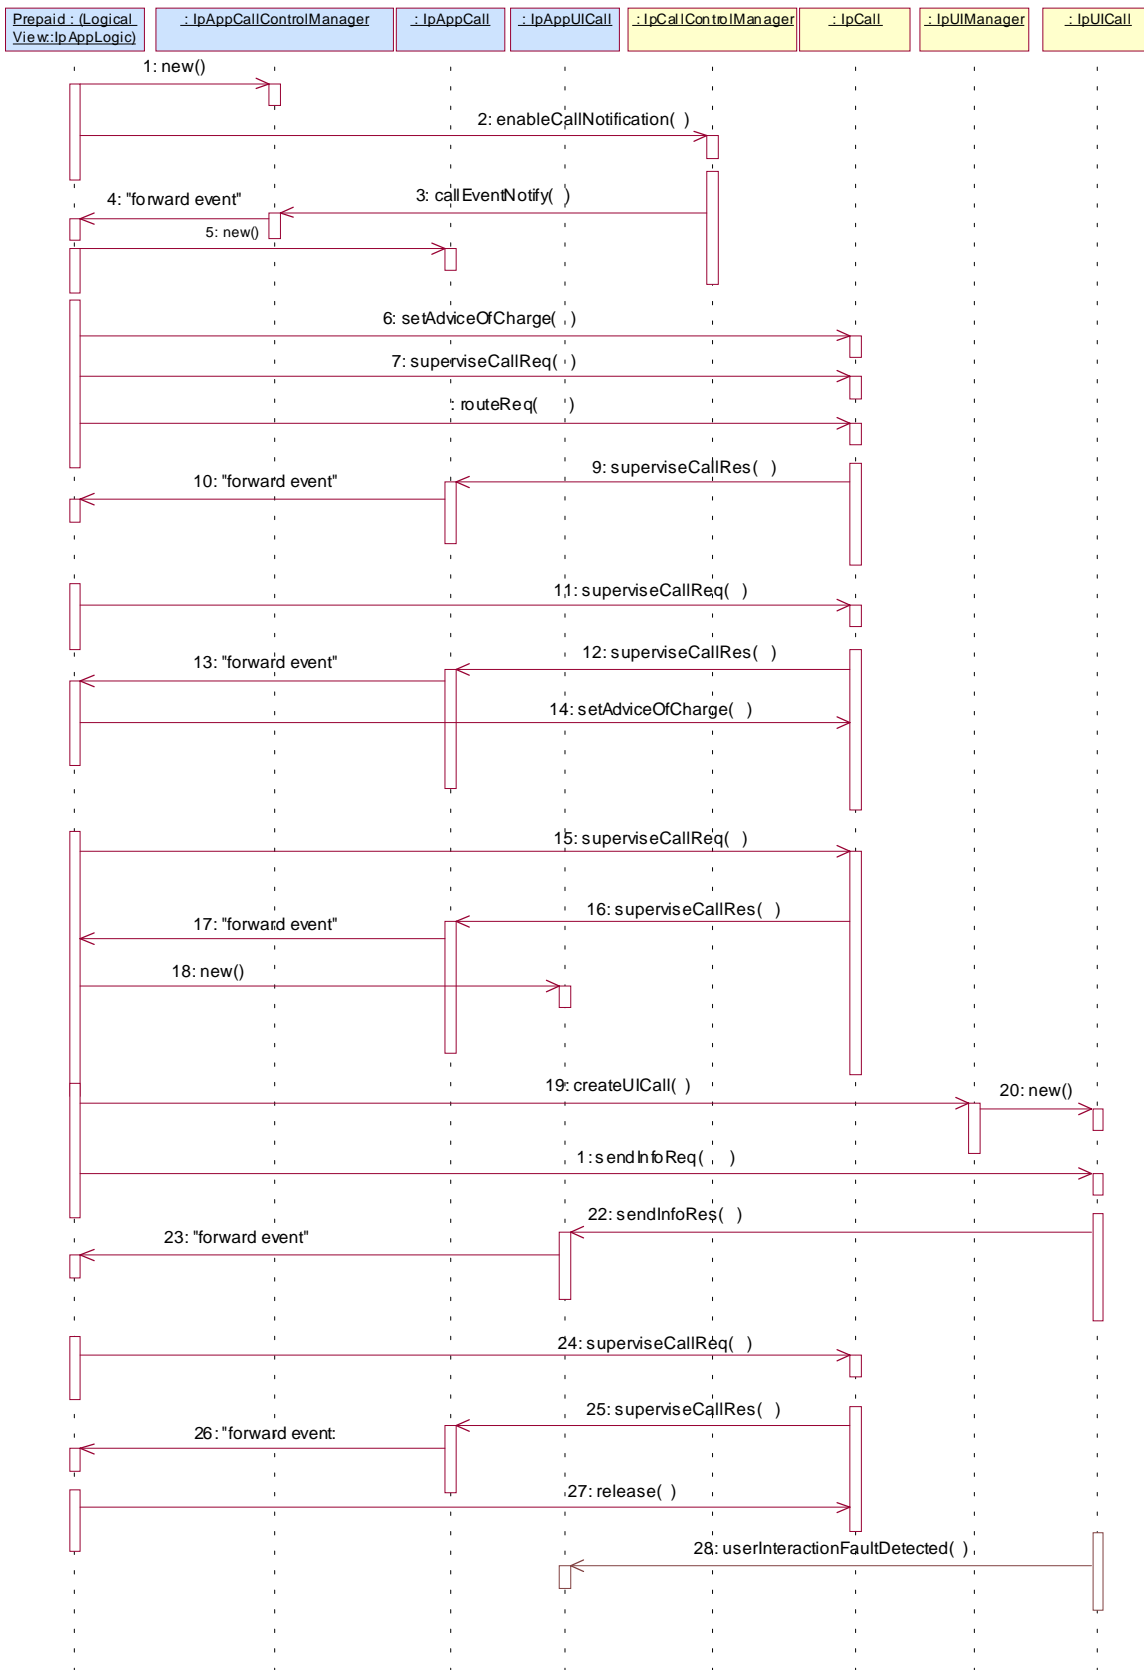 Prepaid : (Logical
View::IpAppLogic)
: IpAppCallControlManager
: IpAppCall
: IpAppUICall
: IpCallControlManager
: IpCall
: IpUIManager
: IpUICall
1: new()
2: enableCallNotification( )
3: callEventNotify( )
4: "forward event"
5: new()
6: setAdviceOfCharge( )
7: superviseCallReq( )
: routeReq( )
9: superviseCallRes( )
10: "forward event"
11: superviseCallReq( )
12: superviseCallRes( )
13: "forward event"
14: setAdviceOfCharge( )
15: superviseCallReq( )
16: superviseCallRes( )
17: "forward event"
18: new()
19: createUICall( )
20: new()
1: sendInfoReq( )
22: sendInfoRes( )
23: "forward event"
24: superviseCallReq( )
25: superviseCallRes( )
26: "forward event:
27: release( )
28: userInteractionFaultDetected( )